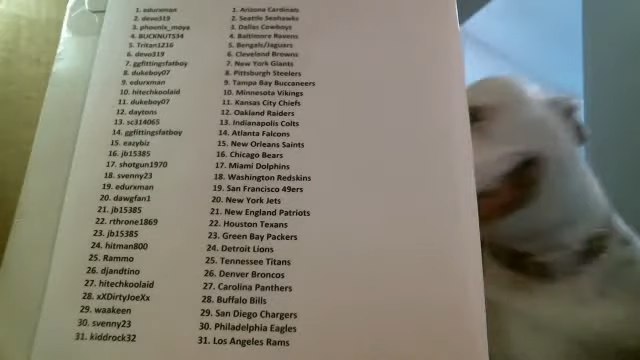 1. edurxman 1. Arizona Cardinals
2. devo319 2. Seattle Seahawks
3. phoenix_moya 3. Dallas Cowboys
4. BUCKNUT534 4. Baltimore Ravens
5. Tritan1216 5. Bengals/Jaguars
6. devo319 6. Cleveland Browns
7. ggfittingsfatboy 7. New York Giants
8. dukeboy07 8. Pittsburgh Steelers
9. edurxman 9. Tampa Bay Buccaneers
10. hitechkoolaid 10. Minnesota Vikings
11. dukeboy07 11. Kansas City Chiefs
12. daytons 12. Oakland Raiders
13. sc314065 13. Indianapolis Colts
14. ggfittingsfatboy 14. Atlanta Falcons
15. eazybiz 15. New Orleans Saints
16. jb15385 16. Chicago Bears
17. shotgun1970 17. Miami Dolphins
18. svenny23 18. Washington Redskins
19. edurxman 19. San Francisco 49ers
20. dawgfan1 20. New York Jets
21. jb15385 21. New England Patriots
22. rthrone1869 22. Houston Texans
23. jb15385 23. Green Bay Packers
24. hitman800 24. Detroit Lions
25. Rammo 25. Tennessee Titans
26. djandtino 26. Denver Broncos
27. hitechkoolaid 27. Carolina Panthers
28. xXDirtyJoeXx 28. Buffalo Bills
29. waakeen 29. San Diego Chargers
30. svenny23 30. Philadelphia Eagles
31. kiddrock32 31. Los Angeles Rams